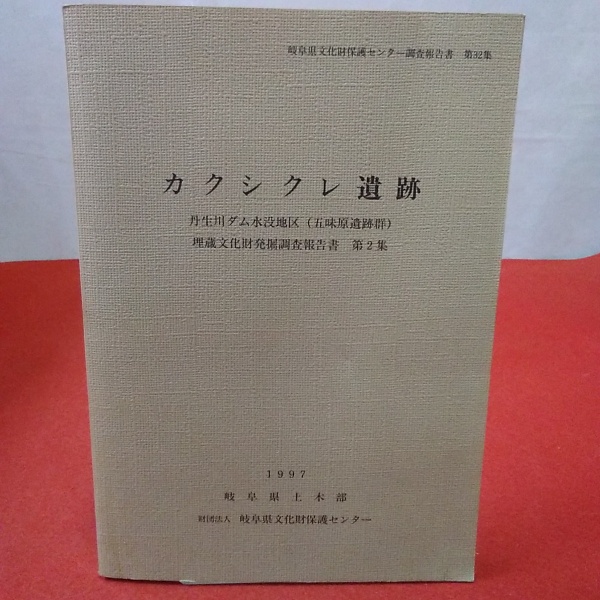 岐阜県文化財保護センター調査報告書 第32集
カクシクレ遺跡
丹生川ダム水没地区（五味原遺跡群）
埋蔵文化財発掘調査報告書 第2集
1997
岐阜県土木部
財団法人 岐阜県文化財保護センター